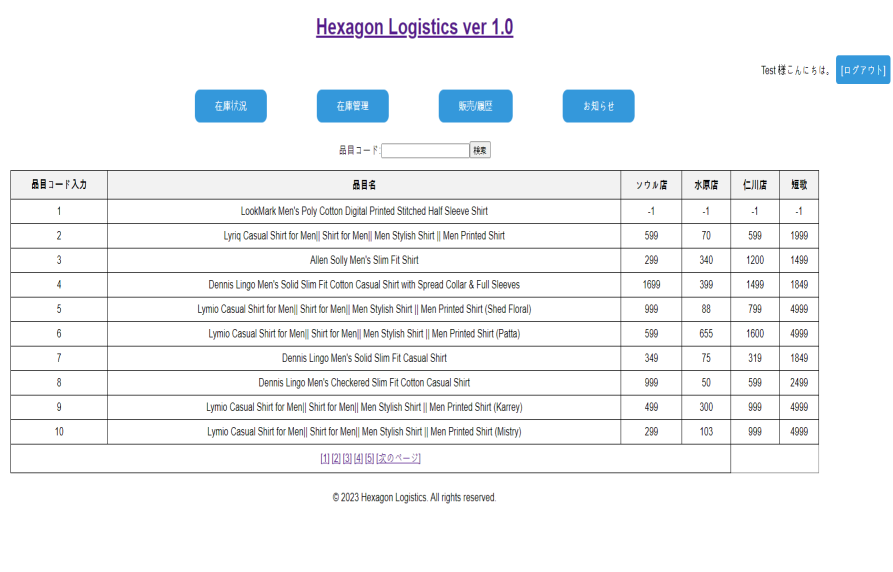 Hexagon Logistics ver 1.0
Test 様こんにちは。 [ログアウト]
在庫状況 在庫管理 販売/履歴 お知らせ
品目コード: 検索
品目コード入力 品目名 ソウル店 水原店 仁川店 短歌
1 LookMark Men's Poly Cotton Digital Printed Stitched Half Sleeve Shirt -1 -1 -1 -1
2 Lyriq Casual Shirt for Men|| Shirt for Men|| Men Stylish Shirt || Men Printed Shirt 599 70 599 1999
3 Allen Solly Men's Slim Fit Shirt 299 340 1200 1499
4 Dennis Lingo Men's Solid Slim Fit Cotton Casual Shirt with Spread Collar & Full Sleeves 1699 399 1499 1849
5 Lymio Casual Shirt for Men|| Shirt for Men|| Men Stylish Shirt || Men Printed Shirt (Shed Floral) 999 88 799 4999
6 Lymio Casual Shirt for Men|| Shirt for Men|| Men Stylish Shirt || Men Printed Shirt (Patta) 599 655 1600 4999
7 Dennis Lingo Men's Solid Slim Fit Casual Shirt 349 75 319 1849
8 Dennis Lingo Men's Checkered Slim Fit Cotton Casual Shirt 999 50 599 2499
9 Lymio Casual Shirt for Men|| Shirt for Men|| Men Stylish Shirt || Men Printed Shirt (Karrey) 499 300 999 4999
10 Lymio Casual Shirt for Men|| Shirt for Men|| Men Stylish Shirt || Men Printed Shirt (Mistry) 299 103 999 4999
[1] [2] [3] [4] [5] [次のページ]
© 2023 Hexagon Logistics. All rights reserved.